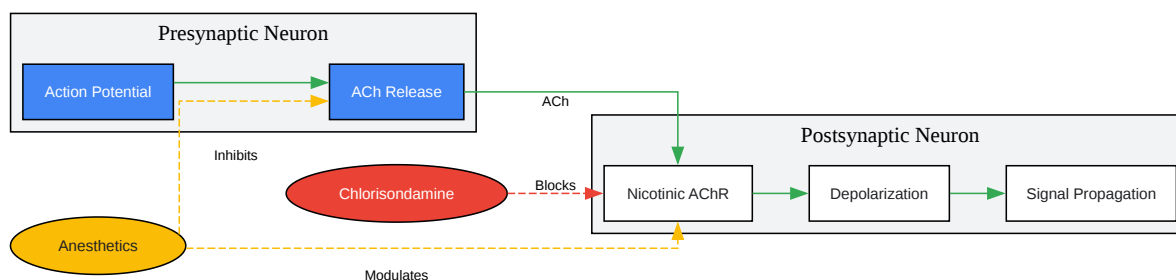 Presynaptic Neuron
Action Potential
ACh Release
ACh
Postsynaptic Neuron
Inhibits
Chlorisondamine
Blocks
Nicotinic AChR
Depolarization
Signal Propagation
Anesthetics
Modulates